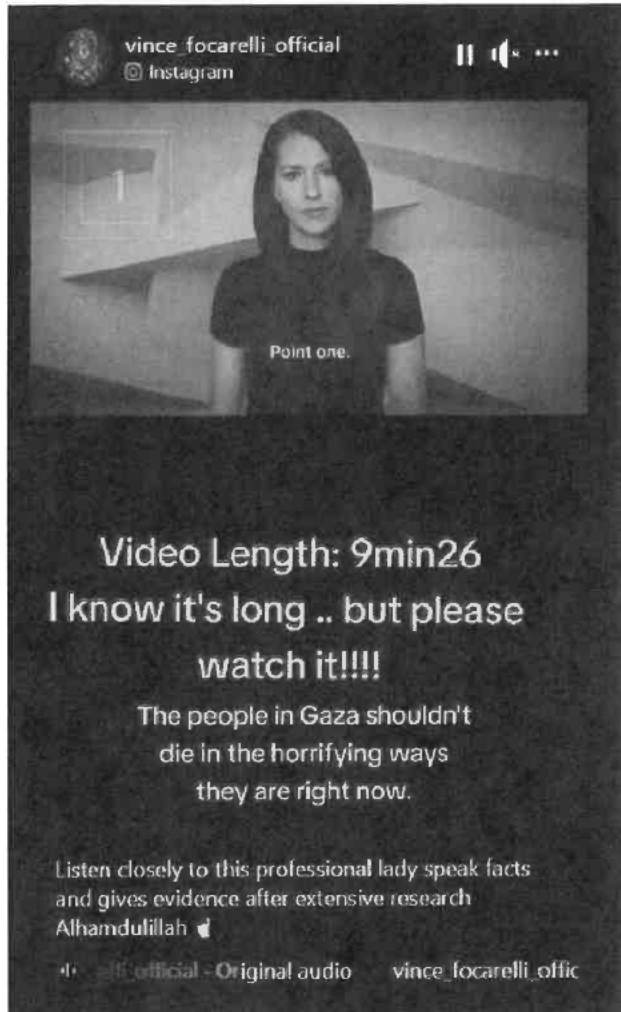 vince_focarelli_official
Instagram
1
Point one.
Video Length: 9min26
I know it's long .. but please
watch it!!!!
The people in Gaza shouldn't
die in the horrifying ways
they are right now.
Listen closely to this professional lady speak facts
and gives evidence after extensive research
Alhamdulillah ☝
elli_official - Original audio vince_focarelli_offic